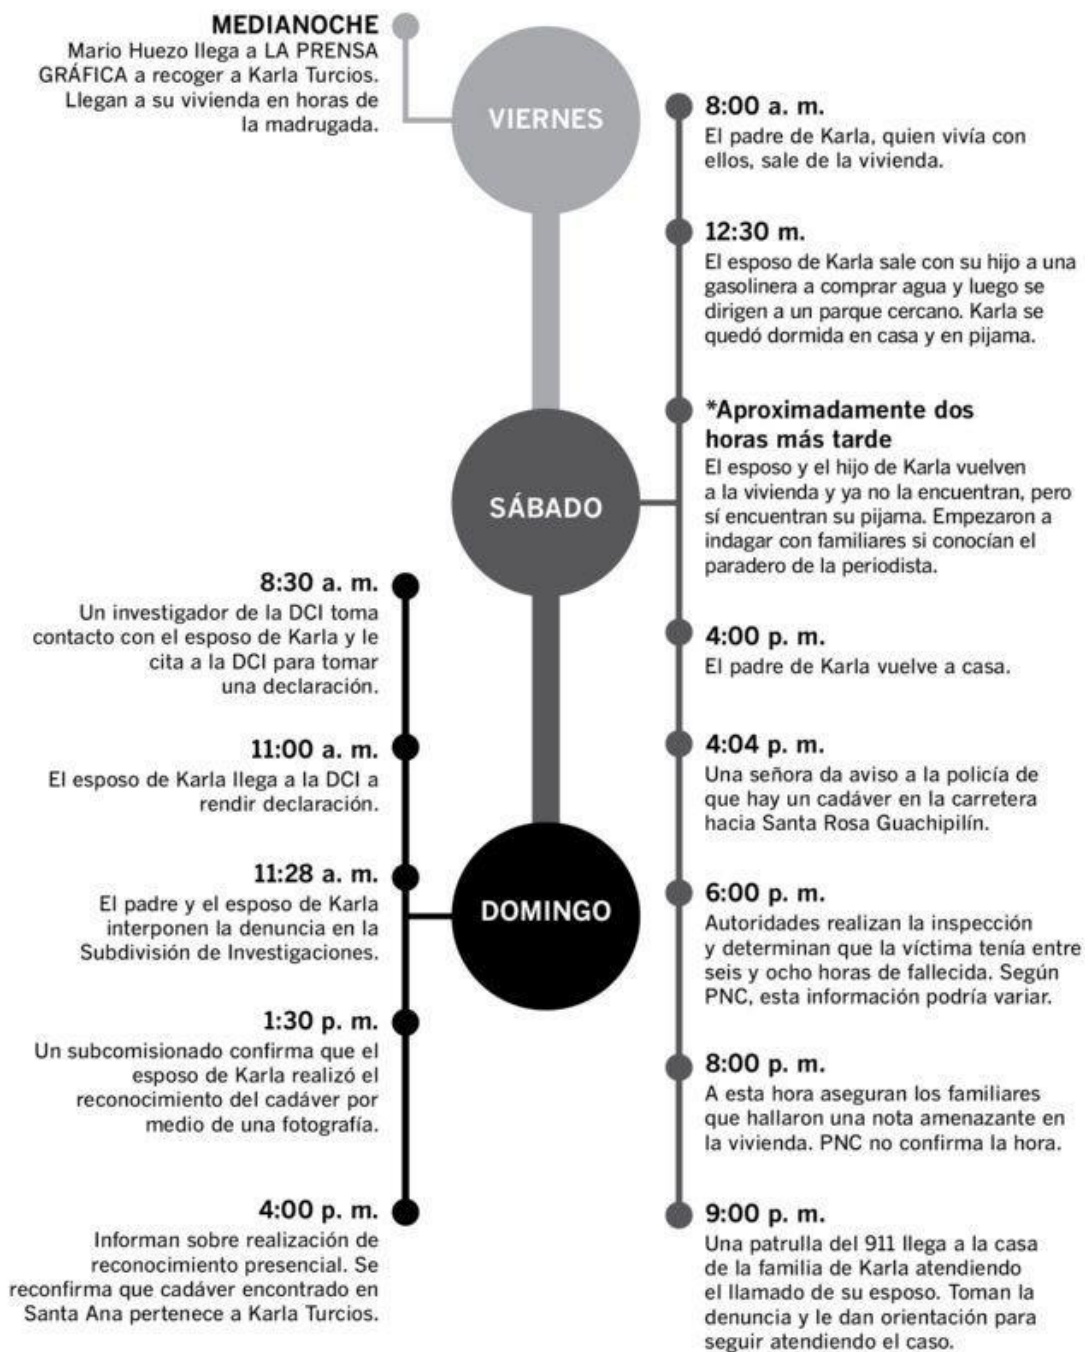 MEDIANOCHE
Mario Huezo llega a LA PRENSA
GRÁFICA a recoger a Karla Turcios.
Llegan a su vivienda en horas de
la madrugada.
VIERNES
8:00 a. m.
El padre de Karla, quien vivía con
ellos, sale de la vivienda.
12:30 m.
El esposo de Karla sale con su hijo a una
gasolinera a comprar agua y luego se
dirigen a un parque cercano. Karla se
quedó dormida en casa y en pijama.
*Aproximadamente dos
horas más tarde
El esposo y el hijo de Karla vuelven
a la vivienda y ya no la encuentran, pero
sí encuentran su pijama. Empezaron a
indagar con familiares si conocían el
paradero de la periodista.
SÁBADO
4:00 p. m.
El padre de Karla vuelve a casa.
4:04 p. m.
Una señora da aviso a la policía de
que hay un cadáver en la carretera
hacia Santa Rosa Guachipilín.
6:00 p. m.
Autoridades realizan la inspección
y determinan que la víctima tenía entre
seis y ocho horas de fallecida. Según
PNC, esta información podría variar.
8:00 p. m.
A esta hora aseguran los familiares
que hallaron una nota amenazante en
la vivienda. PNC no confirma la hora.
9:00 p. m.
Una patrulla del 911 llega a la casa
de la familia de Karla atendiendo
el llamado de su esposo. Toman la
denuncia y le dan orientación para
seguir atendiendo el caso.
8:30 a. m.
Un investigador de la DCI toma
contacto con el esposo de Karla y le
cita a la DCI para tomar
una declaración.
11:00 a. m.
El esposo de Karla llega a la DCI a
rendir declaración.
11:28 a. m.
El padre y el esposo de Karla
interponen la denuncia en la
Subdivisión de Investigaciones.
DOMINGO
1:30 p. m.
Un subcomisionado confirma que el
esposo de Karla realizó el
reconocimiento del cadáver por
medio de una fotografía.
4:00 p. m.
Informan sobre realización de
reconocimiento presencial. Se
reconfirma que cadáver encontrado en
Santa Ana pertenece a Karla Turcios.